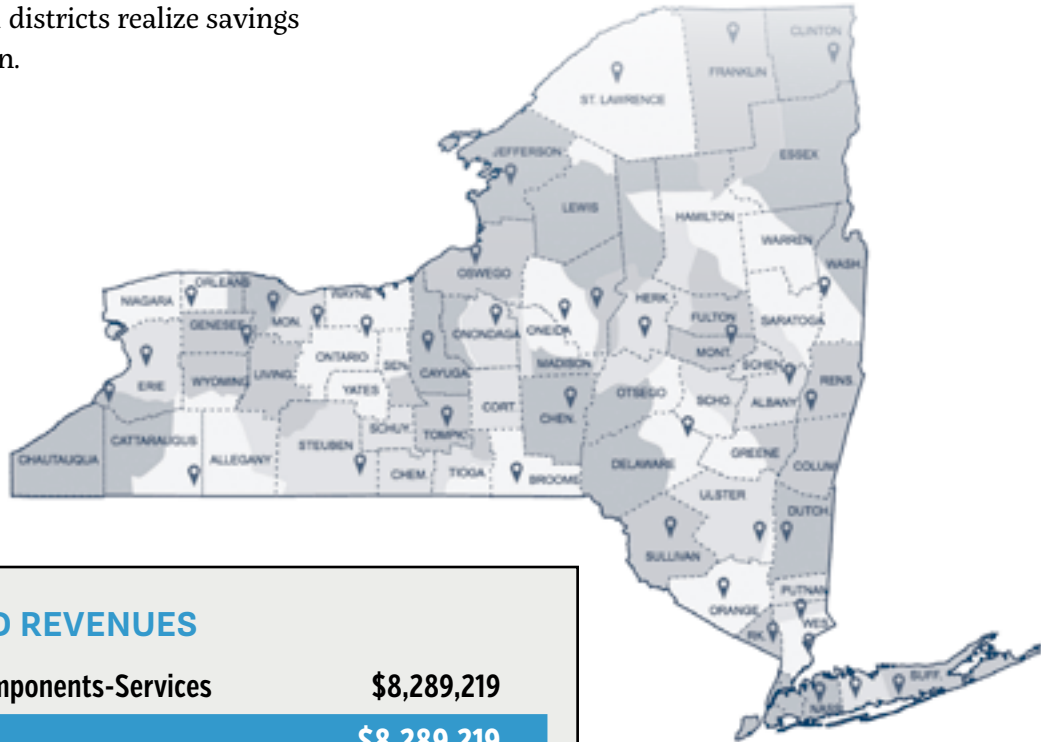 districts realize savings
n.
CLINTON
FRANKLIN
ST. LAWRENCE
ESSEX
JEFFERSON
LEWIS
HAMILTON
WARREN
WASH.
OSWEGO
ORLEANS
NIAGARA
WAYNE
HERK.
GENESEE
MON.
ONONDAGA
ONEIDA
FULTON
SARATOGA
ONTARIO
SEN.
MADISON
MONT.
SCHEN.
ERIE
WYOMING
LIVING.
CAYUGA
YATES
OTSEGO
SCHO.
ALBANY
RENS.
CORT.
CHEN.
CATTARAUGUS
STEUBEN
SCHUY.
TOMPK.
CHAUTAUQUA
ALLEGANY
GREENE
DELAWARE
COLUM
CHEM.
TIOGA
BROOME
ULSTER
DUTCH.
SULLIVAN
PUTNAM
ORANGE
WES.
RK.
SUFF.
NASS.
D REVENUES
mponents-Services $8,289,219
$8,289,219